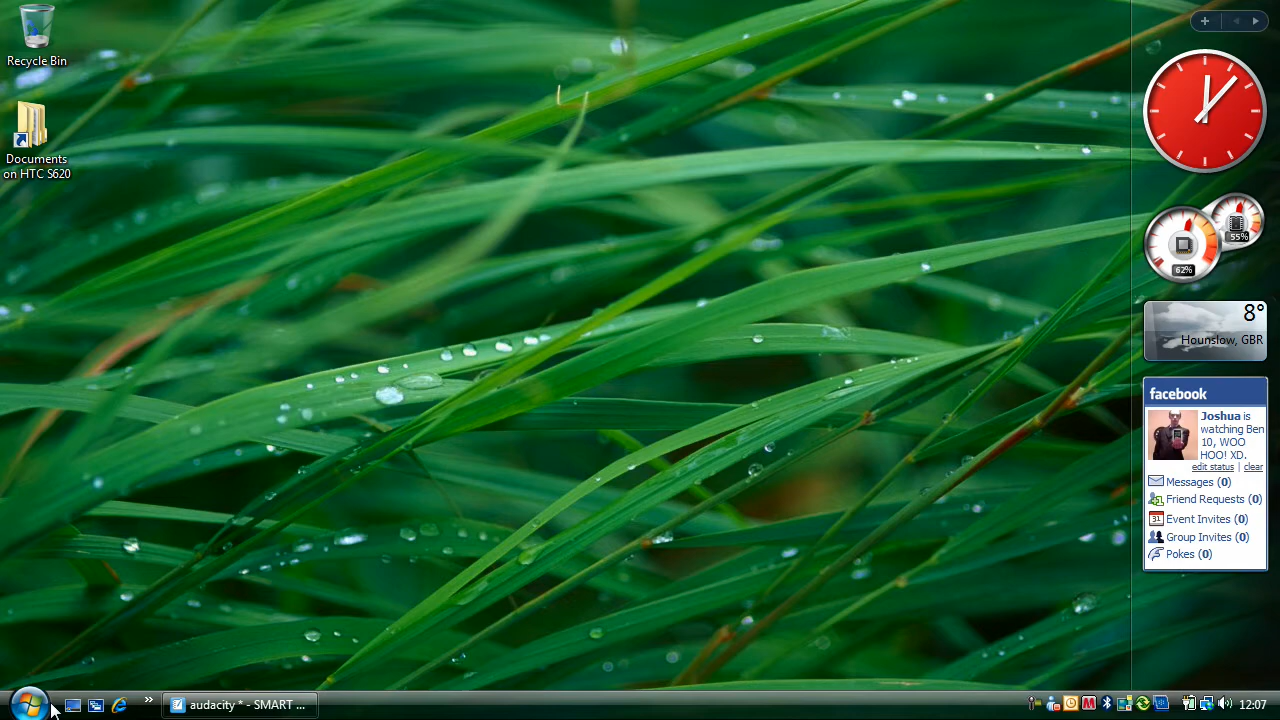 Recycle Bin
Documents
on HTC S620
62%
55%
8°
Hounslow, GBR
facebook
Joshua is
watching Ben
10, WOO
HOO! XD.
edit status | clear
Messages (0)
Friend Requests (0)
31 Event Invites (0)
Group Invites (0)
Pokes (0)
audacity * - SMART ...
12:07